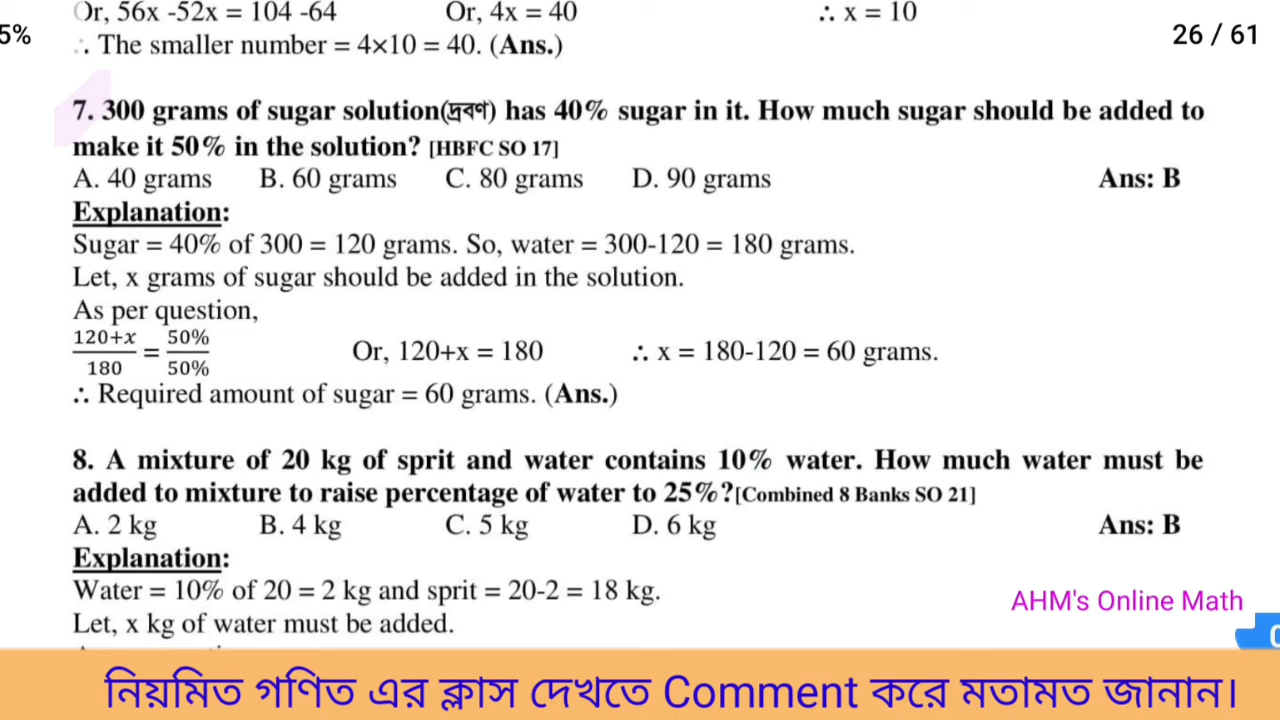 Or, 56x -52x = 104 -64 Or, 4x = 40 ∴ x = 10
5% 26 / 61
∴ The smaller number = 4×10 = 40. (Ans.)
7. 300 grams of sugar solution(দ্রবণ) has 40% sugar in it. How much sugar should be added to
make it 50% in the solution? [HBFC SO 17]
A. 40 grams B. 60 grams C. 80 grams D. 90 grams Ans: B
Explanation:
Sugar = 40% of 300 = 120 grams. So, water = 300-120 = 180 grams.
Let, x grams of sugar should be added in the solution.
As per question,
120+x/180 = 50%/50% Or, 120+x = 180 ∴ x = 180-120 = 60 grams.
∴ Required amount of sugar = 60 grams. (Ans.)
8. A mixture of 20 kg of sprit and water contains 10% water. How much water must be
added to mixture to raise percentage of water to 25%?[Combined 8 Banks SO 21]
A. 2 kg B. 4 kg C. 5 kg D. 6 kg Ans: B
Explanation:
Water = 10% of 20 = 2 kg and sprit = 20-2 = 18 kg.
AHM's Online Math
Let, x kg of water must be added.
নিয়মিত গণিত এর ক্লাস দেখতে Comment করে মতামত জানান।